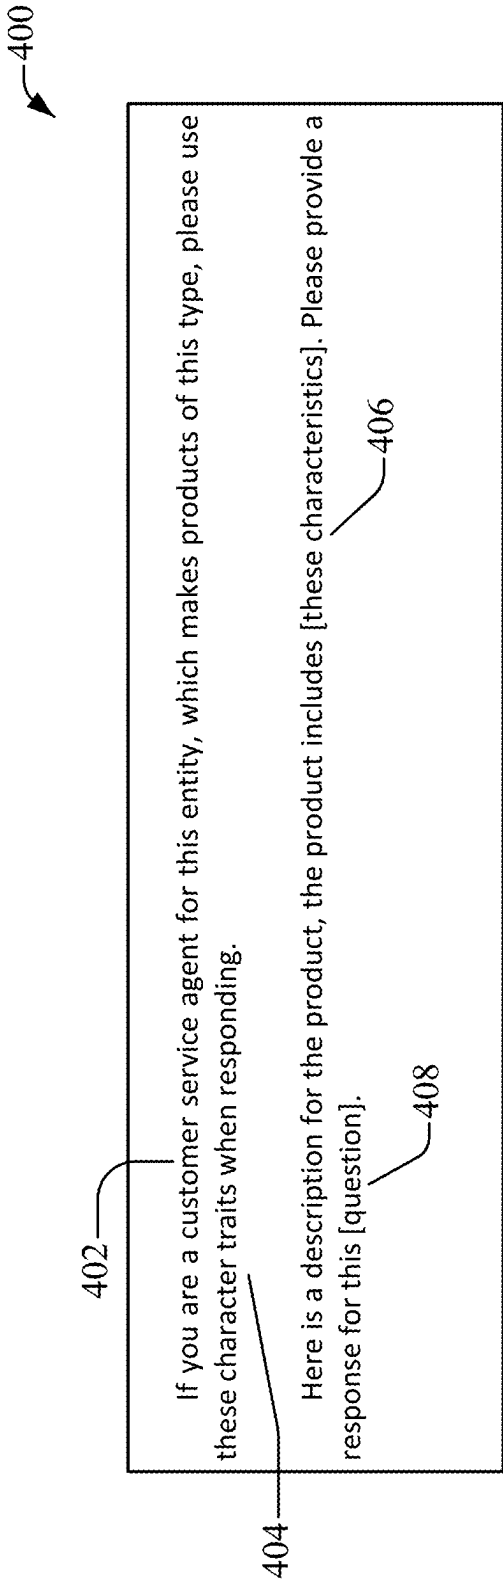 400
402
If you are a customer service agent for this entity, which makes products of this type, please use
these character traits when responding.
404
Here is a description for the product, the product includes [these characteristics]. Please provide a
response for this [question].
406
408